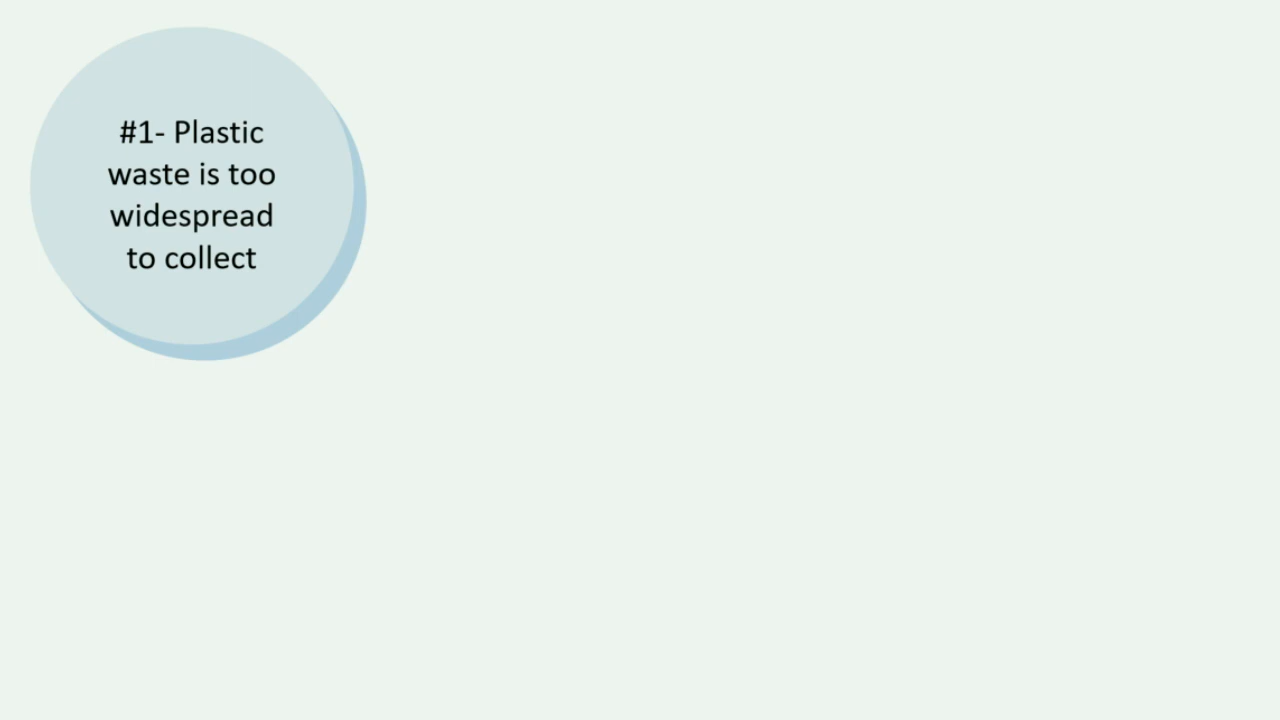 #1- Plastic
waste is too
widespread
to collect